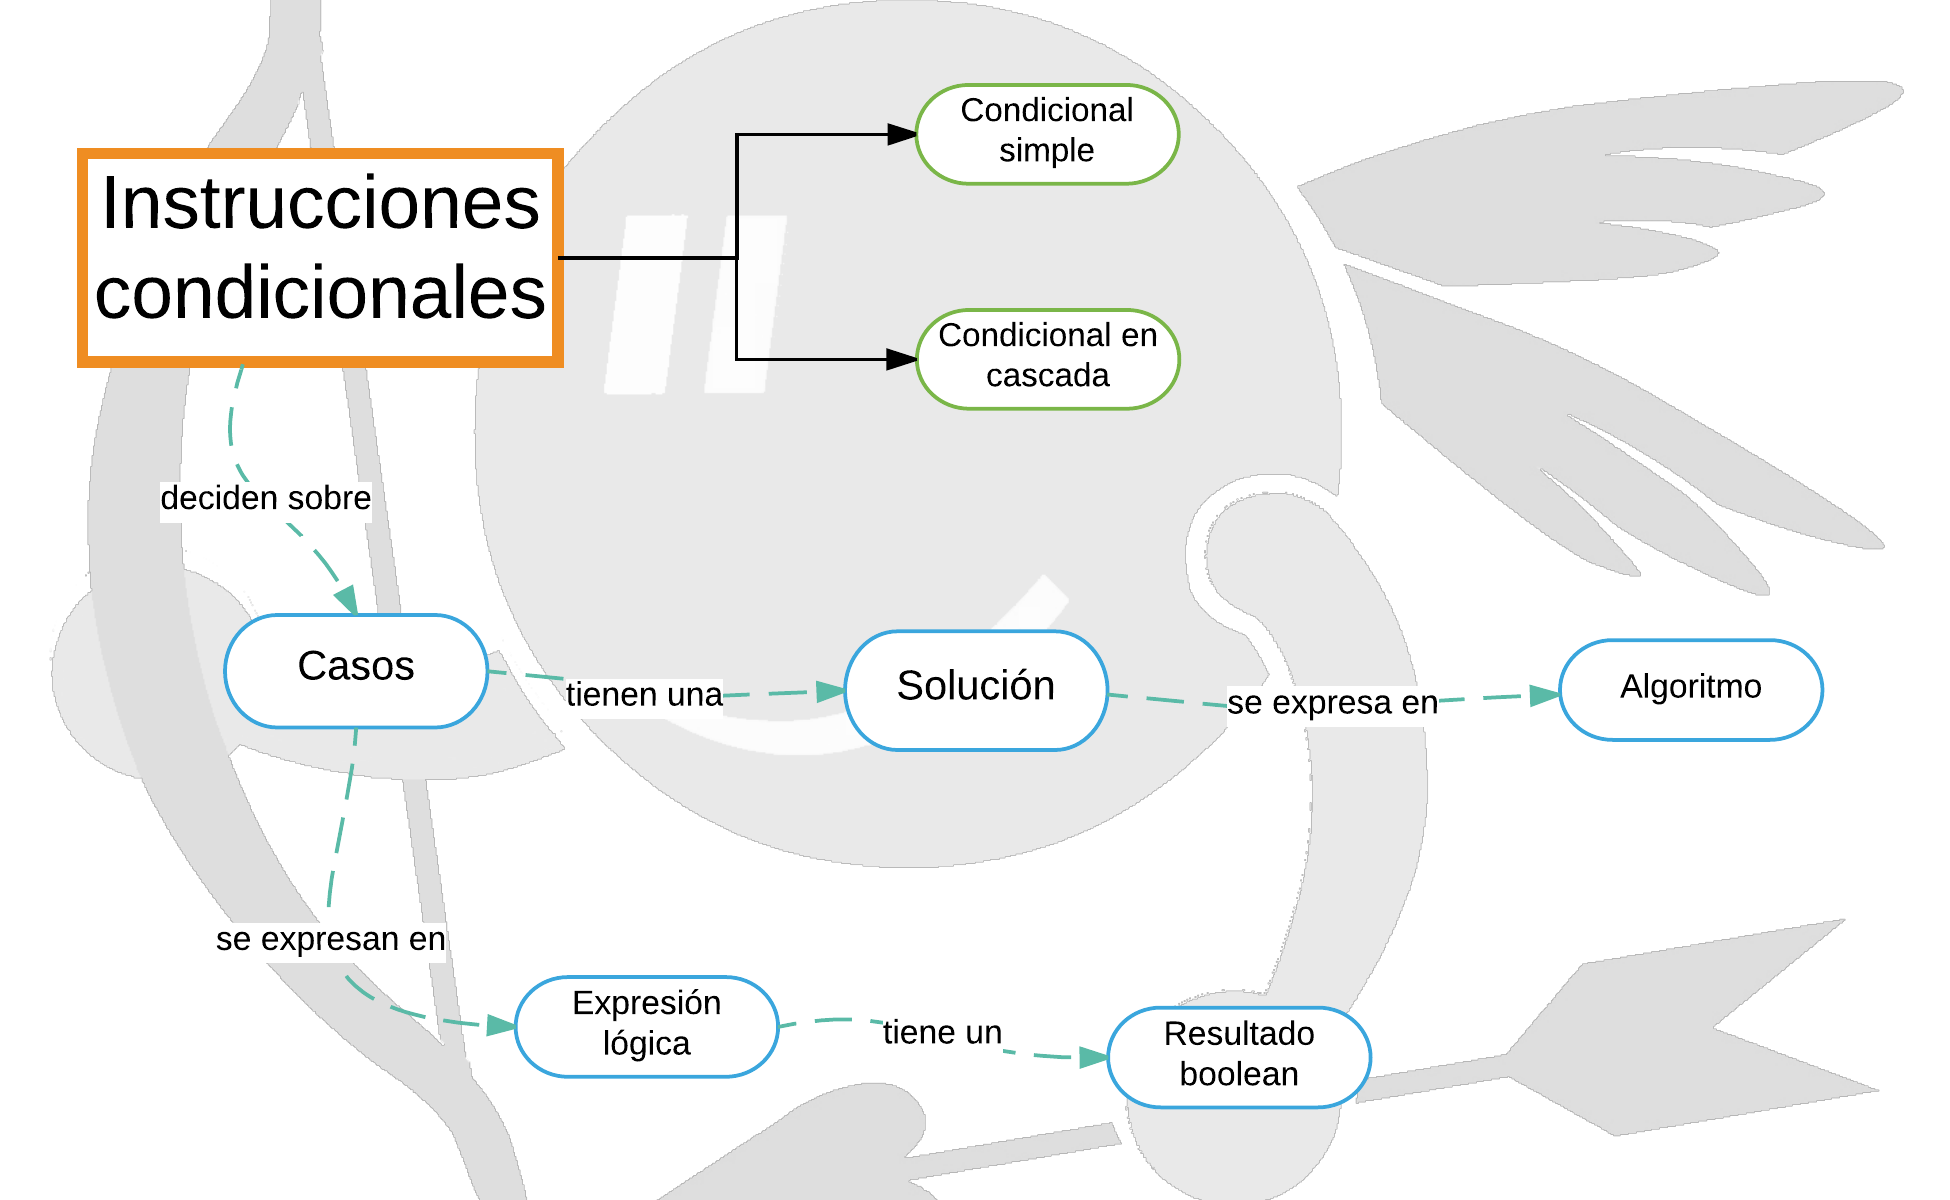 Condicional
simple
Instrucciones
condicionales
Condicional en
cascada
deciden sobre
Casos
tienen una
Solución
se expresa en
Algoritmo
se expresan en
Expresión
lógica
tiene un
Resultado
boolean